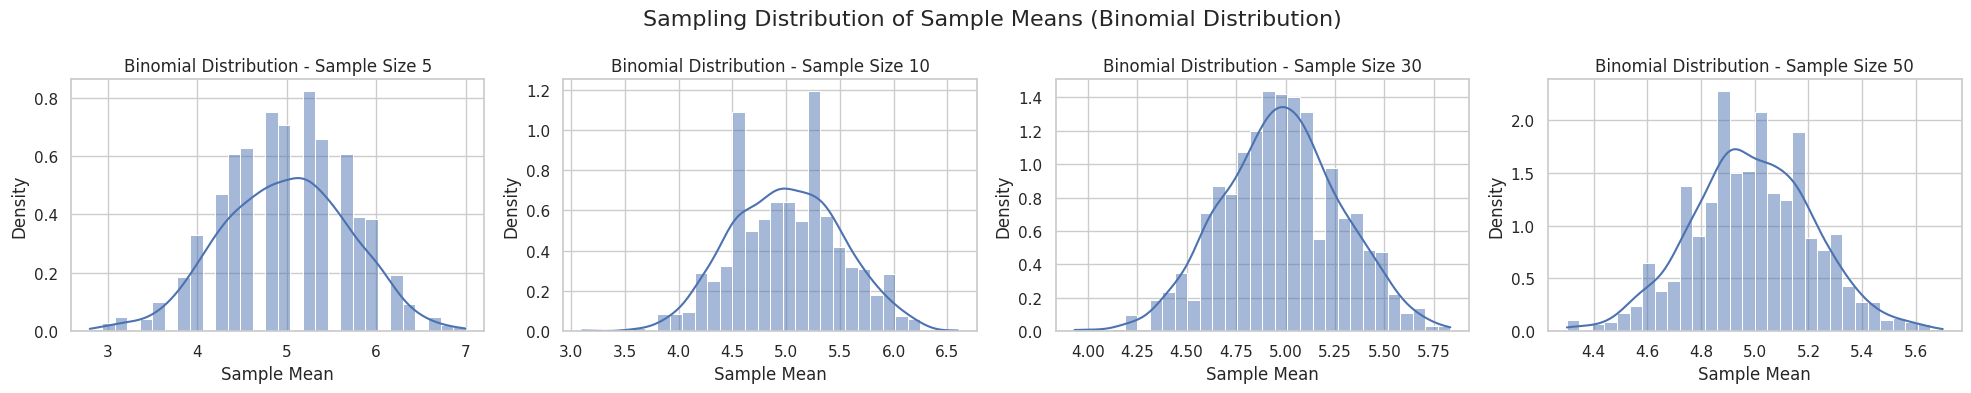 Sampling Distribution of Sample Means (Binomial Distribution)
Binomial Distribution - Sample Size 5
0.8
0.6
0.4
0.2
0.0
Density
3 4 5 6 7
Sample Mean
Binomial Distribution - Sample Size 10
1.2
1.0
0.8
0.6
0.4
0.2
0.0
Density
3.0 3.5 4.0 4.5 5.0 5.5 6.0 6.5
Sample Mean
Binomial Distribution - Sample Size 30
1.4
1.2
1.0
0.8
0.6
0.4
0.2
0.0
Density
4.00 4.25 4.50 4.75 5.00 5.25 5.50 5.75
Sample Mean
Binomial Distribution - Sample Size 50
2.0
1.5
1.0
0.5
0.0
Density
4.4 4.6 4.8 5.0 5.2 5.4 5.6
Sample Mean